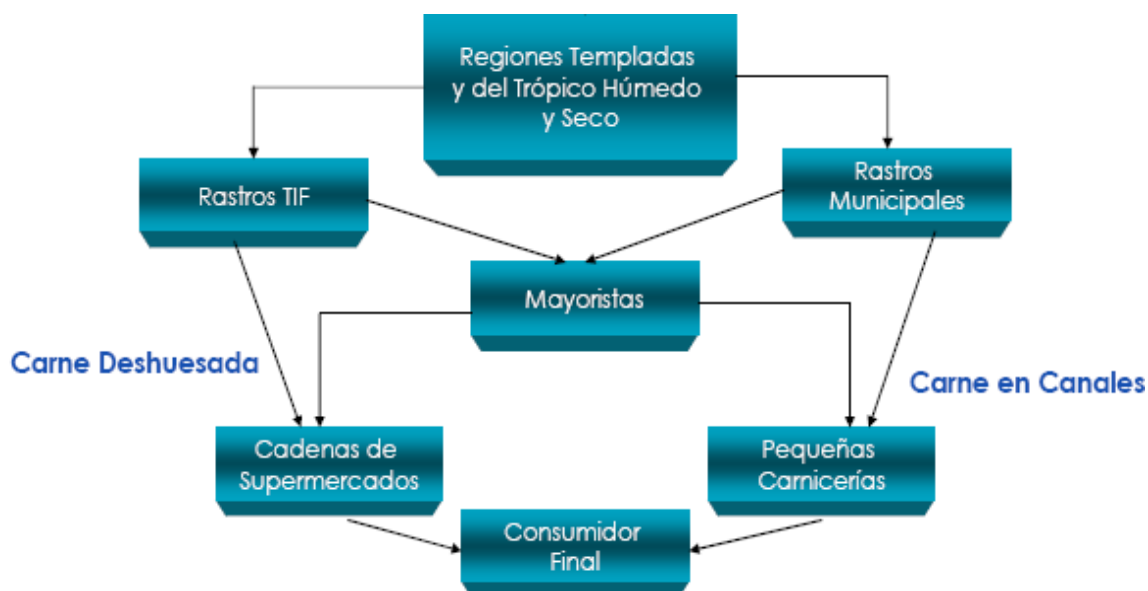 Regiones Templadas
y del Trópico Húmedo
y Seco
Rastros TIF
Rastros
Municipales
Mayoristas
Carne Deshuesada
Carne en Canales
Cadenas de
Supermercados
Pequeñas
Carnicerías
Consumidor
Final